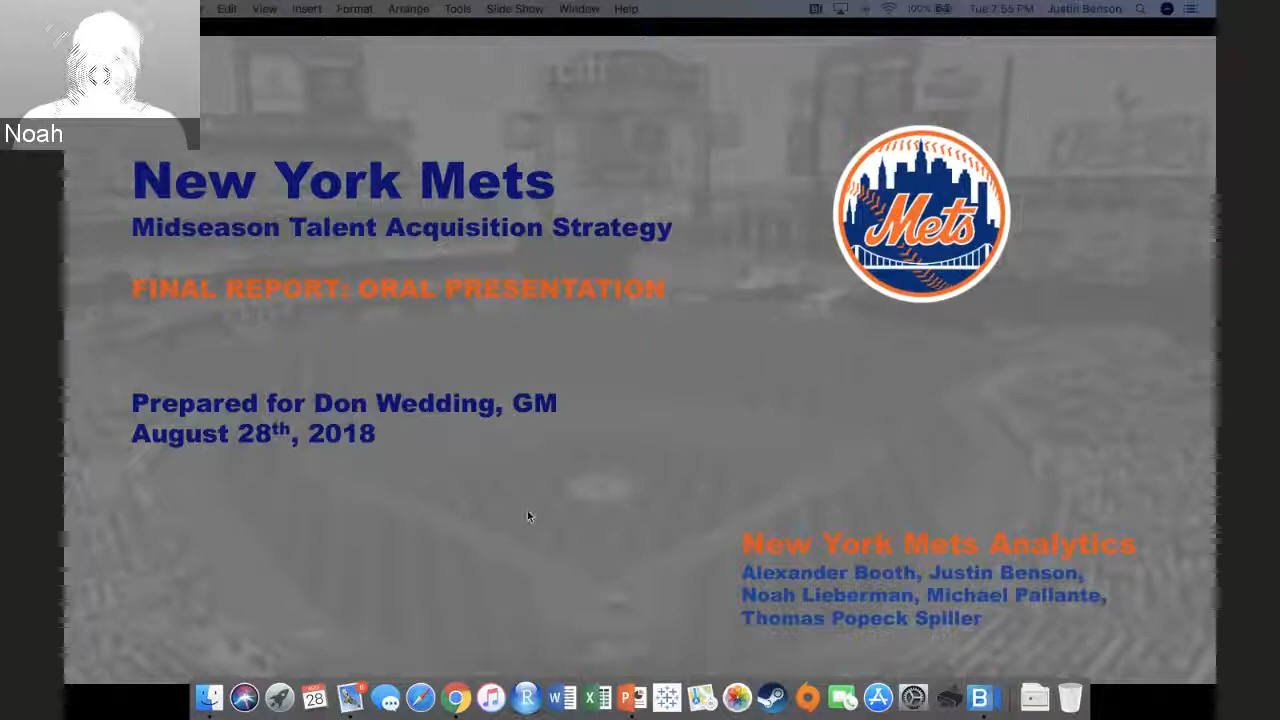 Edit View Insert Format Arrange Tools Slide Show Window Help 100% Tue 7:55 PM Justin Benson
Noah
citi
New York Mets
Midseason Talent Acquisition Strategy
Mets
FINAL REPORT: ORAL PRESENTATION
Prepared for Don Wedding, GM
August 28th, 2018
New York Mets Analytics
Alexander Booth, Justin Benson,
Noah Lieberman, Michael Pallante,
Thomas Popeck Spiller
28